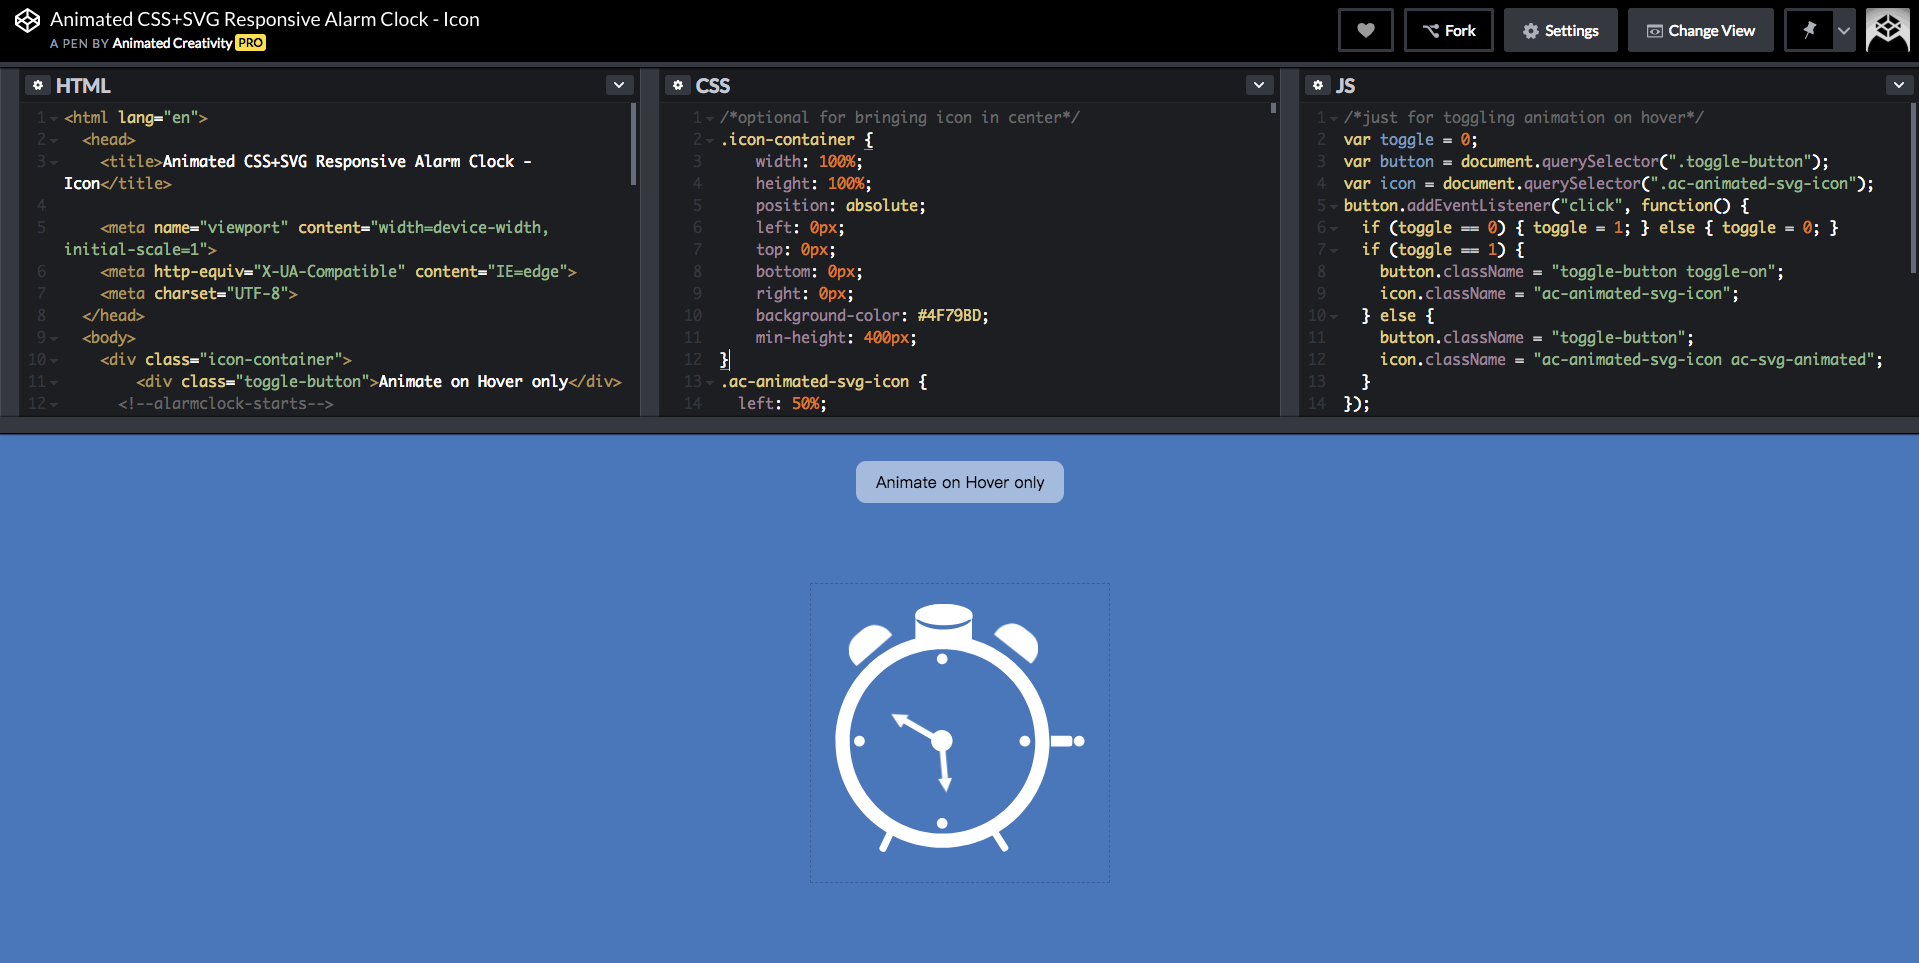 Animated CSS+SVG Responsive Alarm Clock - Icon
A PEN BY Animated Creativity PRO
Fork
Settings
Change View
HTML
1 <html lang="en">
2 <head>
3 <title>Animated CSS+SVG Responsive Alarm Clock -
Icon</title>
4
5 <meta name="viewport" content="width=device-width,
initial-scale=1">
6 <meta http-equiv="X-UA-Compatible" content="IE=edge">
7 <meta charset="UTF-8">
8 </head>
9 <body>
10 <div class="icon-container">
11 <div class="toggle-button">Animate on Hover only</div>
12 <!--alarmclock-starts-->
CSS
1 /*optional for bringing icon in center*/
2 .icon-container {
3 width: 100%;
4 height: 100%;
5 position: absolute;
6 left: 0px;
7 top: 0px;
8 bottom: 0px;
9 right: 0px;
10 background-color: #4F79BD;
11 min-height: 400px;
12 }
13 .ac-animated-svg-icon {
14 left: 50%;
JS
1 /*just for toggling animation on hover*/
2 var toggle = 0;
3 var button = document.querySelector(".toggle-button");
4 var icon = document.querySelector(".ac-animated-svg-icon");
5 button.addEventListener("click", function() {
6 if (toggle == 0) { toggle = 1; } else { toggle = 0; }
7 if (toggle == 1) {
8 button.className = "toggle-button toggle-on";
9 icon.className = "ac-animated-svg-icon";
10 } else {
11 button.className = "toggle-button";
12 icon.className = "ac-animated-svg-icon ac-svg-animated";
13 }
14 });
Animate on Hover only